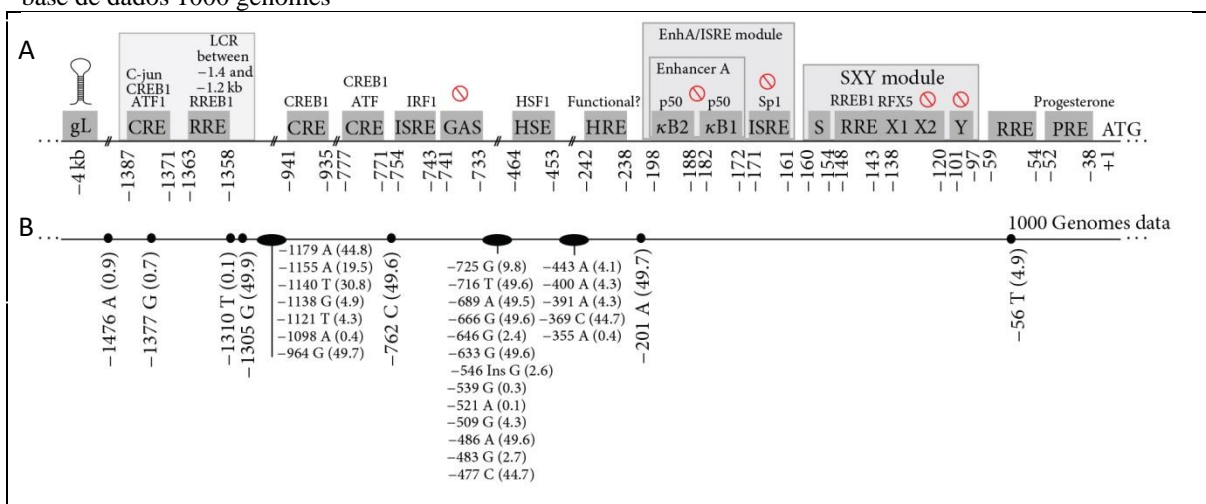 base de dados 1000 genomes
A
LCR
between
−1.4 and
−1.2 kb
C-jun
CREB1
ATF1
RREB1
CREB1
CREB1
ATF
IRF1
HSF1
Functional?
EnhA/ISRE module
Enhancer A
p50
p50
Sp1
SXY module
RREB1 RFX5
Progesterone
gL
CRE
RRE
CRE
CRE
ISRE
GAS
HSE
HRE
κB2
κB1
ISRE
S
RRE
X1
X2
Y
RRE
PRE
ATG
...
−4 kb
−1387
−1371
−1363
−1358
−941
−935
−777
−771
−754
−743
−741
−733
−464
−453
−242
−238
−198
−188
−182
−172
−171
−161
−160
−154
−148
−143
−138
−120
−101
−97
−59
−54
−52
−38
+1
...
B
1000 Genomes data
...
−1476 A (0.9)
−1377 G (0.7)
−1310 T (0.1)
−1305 G (49.9)
−1179 A (44.8)
−1155 A (19.5)
−1140 T (30.8)
−1138 G (4.9)
−1121 T (4.3)
−1098 A (0.4)
−964 G (49.7)
−762 C (49.6)
−725 G (9.8)
−716 T (49.6)
−689 A (49.5)
−666 G (49.6)
−646 G (2.4)
−633 G (49.6)
−546 Ins G (2.6)
−539 G (0.3)
−521 A (0.1)
−509 G (4.3)
−486 A (49.6)
−483 G (2.7)
−477 C (44.7)
−443 A (4.1)
−400 A (4.3)
−391 A (4.3)
−369 C (44.7)
−355 A (0.4)
−201 A (49.7)
−56 T (4.9)
...